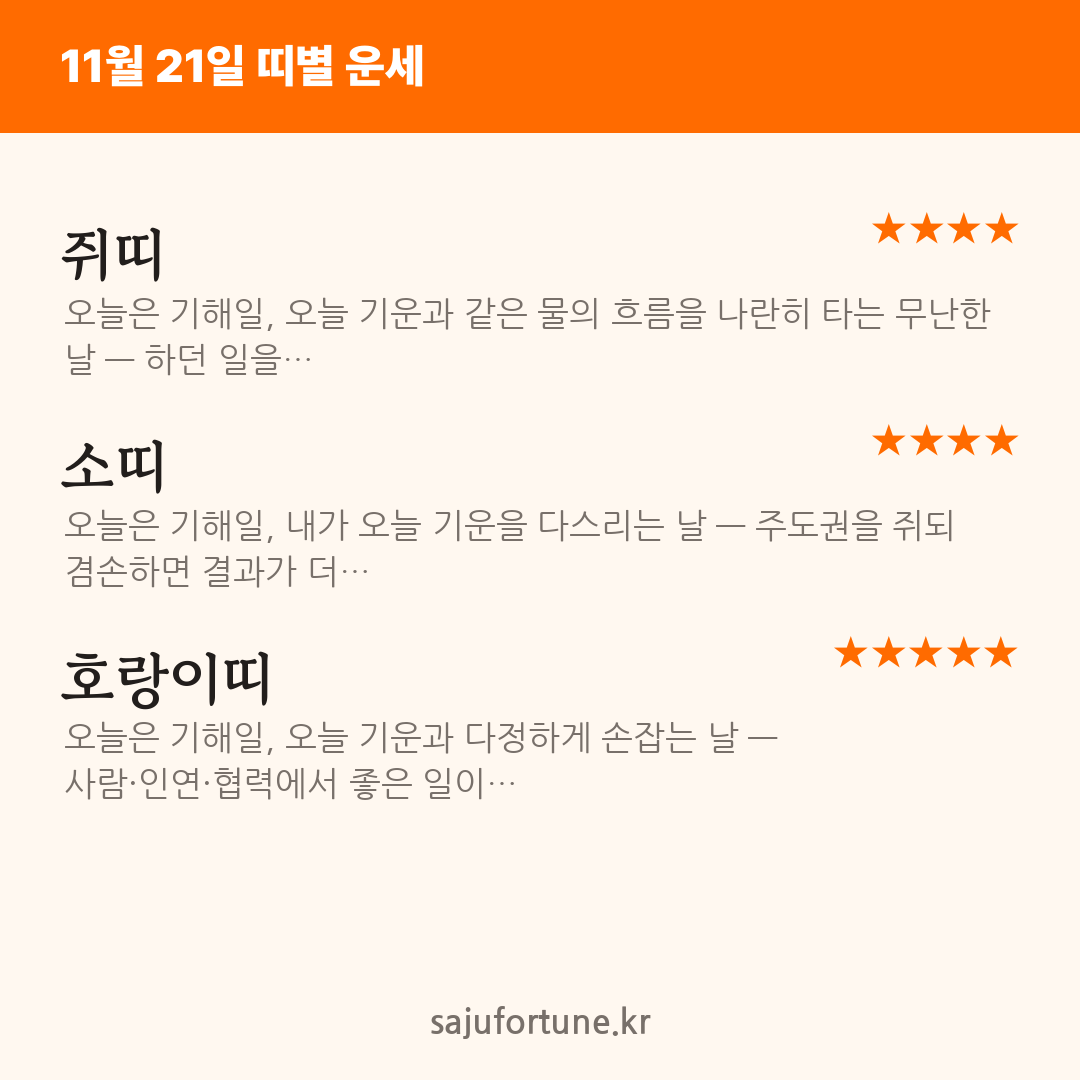 11월 21일 띠별 운세
쥐띠 ★★★★
오늘은 기해일, 오늘 기운과 같은 물의 흐름을 나란히 타는 무난한
날 — 하던 일을…
소띠 ★★★★
오늘은 기해일, 내가 오늘 기운을 다스리는 날 — 주도권을 쥐되
겸손하면 결과가 더…
호랑이띠 ★★★★★
오늘은 기해일, 오늘 기운과 다정하게 손잡는 날 —
사람·인연·협력에서 좋은 일이…
sajufortune.kr